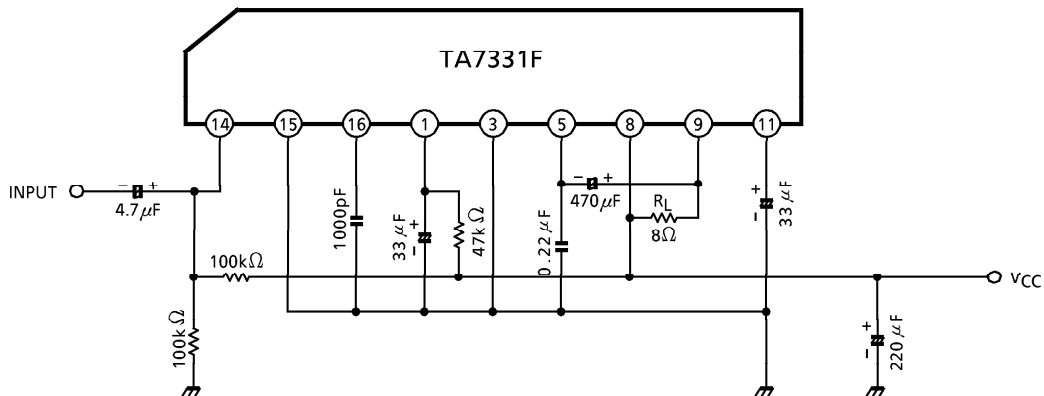 TA7331F
14 15 16 1 3 5 8 9 11
INPUT
− +
4.7μF
1000pF
33μF
+
−
47kΩ
− +
470μF
0.22μF
RL
8Ω
+
−
33μF
100kΩ
VCC
100kΩ
+
−
220μF